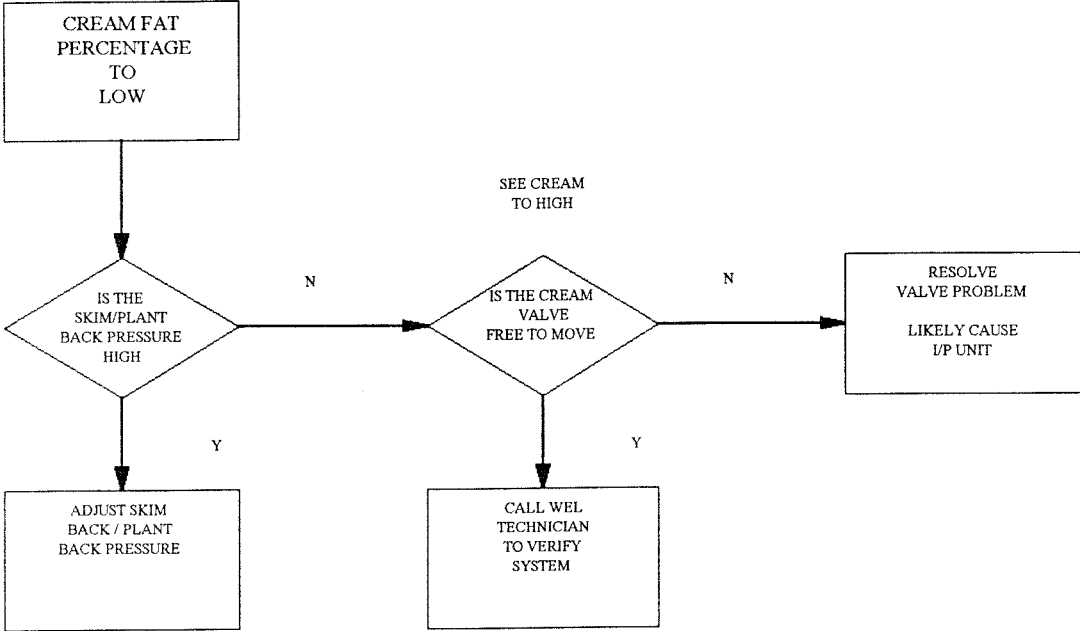 CREAM FAT
PERCENTAGE
TO
LOW
SEE CREAM
TO HIGH
IS THE
SKIM/PLANT
BACK PRESSURE
HIGH
N
IS THE CREAM
VALVE
FREE TO MOVE
N
RESOLVE
VALVE PROBLEM
LIKELY CAUSE
I/P UNIT
Y
Y
ADJUST SKIM
BACK / PLANT
BACK PRESSURE
CALL WEL
TECHNICIAN
TO VERIFY
SYSTEM